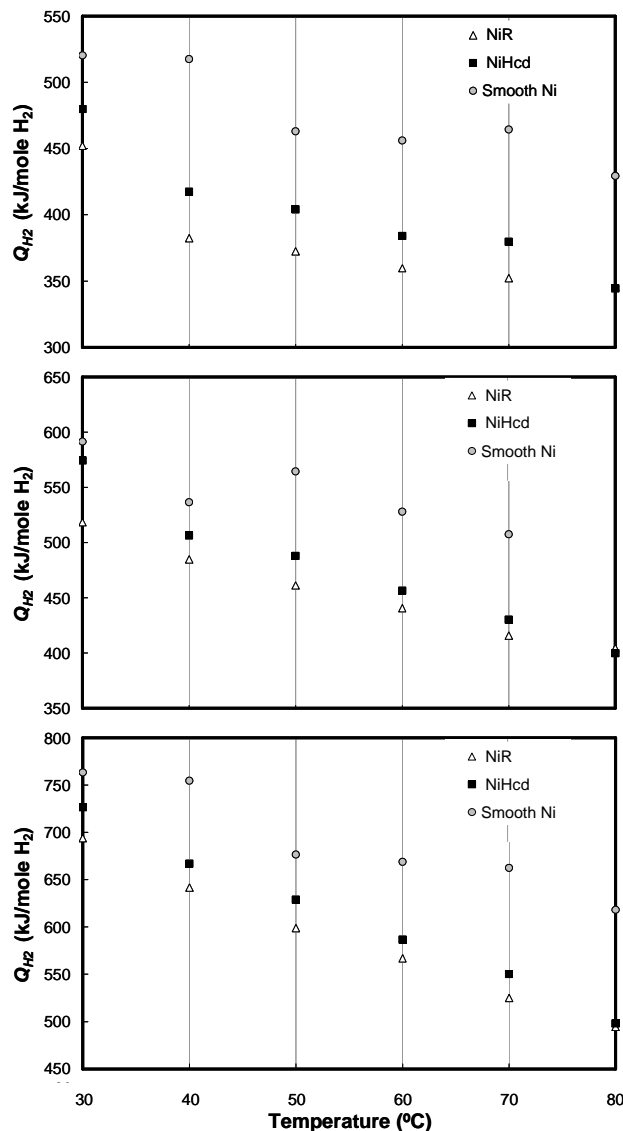 550
500
450
400
350
300
Q_H2 (kJ/mole H2)
NiR
NiHcd
Smooth Ni
650
600
550
500
450
400
350
Q_H2 (kJ/mole H2)
NiR
NiHcd
Smooth Ni
800
750
700
650
600
550
500
450
Q_H2 (kJ/mole H2)
NiR
NiHcd
Smooth Ni
30 40 50 60 70 80
Temperature (ºC)